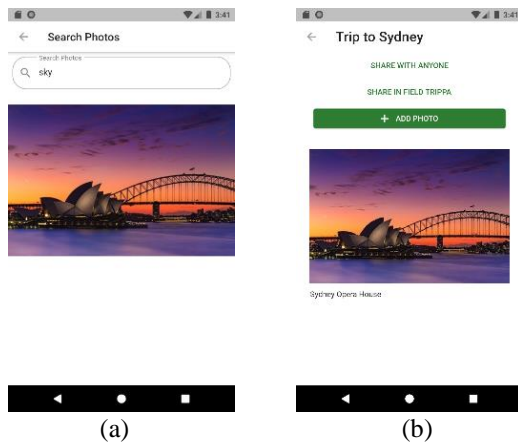 3:41
Search Photos
Search Photos
sky
(a)
3:41
Trip to Sydney
SHARE WITH ANYONE
SHARE IN FIELD TRIPPA
+ ADD PHOTO
Sydney Opera House
(b)